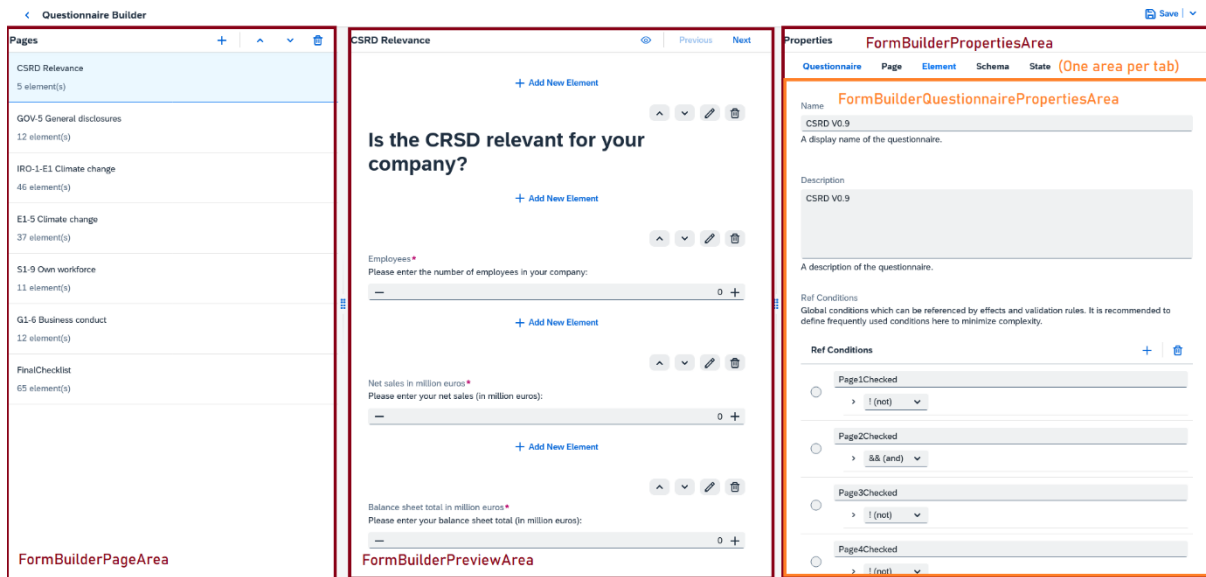 Questionnaire Builder
Save
Pages
CSRD Relevance
5 element(s)
GOV-5 General disclosures
12 element(s)
IRO-1-E1 Climate change
46 element(s)
E1-5 Climate change
37 element(s)
S1-9 Own workforce
11 element(s)
G1-6 Business conduct
12 element(s)
FinalChecklist
65 element(s)
FormBuilderPageArea
CSRD Relevance
Previous Next
+ Add New Element
Is the CRSD relevant for your
company?
+ Add New Element
Employees*
Please enter the number of employees in your company:
0
+ Add New Element
Net sales in million euros*
Please enter your net sales (in million euros):
0
+ Add New Element
Balance sheet total in million euros*
Please enter your balance sheet total (in million euros):
0
FormBuilderPreviewArea
Properties FormBuilderPropertiesArea
Questionnaire Page Element Schema State (One area per tab)
FormBuilderQuestionnairePropertiesArea
Name
CSRD V0.9
A display name of the questionnaire.
Description
CSRD V0.9
A description of the questionnaire.
Ref Conditions
Global conditions which can be referenced by effects and validation rules. It is recommended to
define frequently used conditions here to minimize complexity.
Ref Conditions
Page1Checked
! (not)
Page2Checked
&& (and)
Page3Checked
! (not)
Page4Checked
! (not)